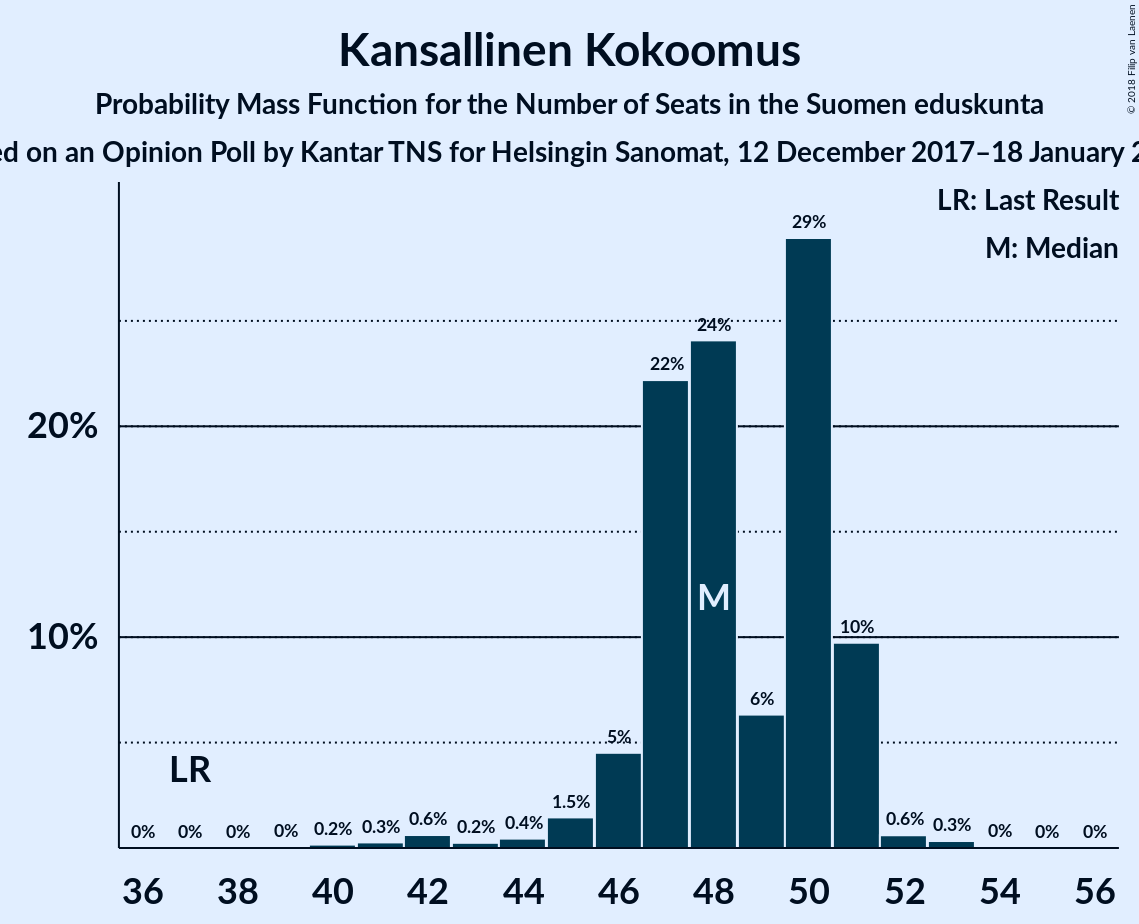 Kansallinen Kokoomus
Probability Mass Function for the Number of Seats in the Suomen eduskunta
on an Opinion Poll by Kantar TNS for Helsingin Sanomat, 12 December 2017–18 January
© 2018 Filip van Laenen
LR: Last Result
M: Median
29%
24%
22%
20%
M
10%
10%
6%
5%
LR
0% 0% 0% 0% 0.2% 0.3% 0.6% 0.2% 0.4% 1.5% 0.6% 0.3% 0% 0% 0%
36 38 40 42 44 46 48 50 52 54 56